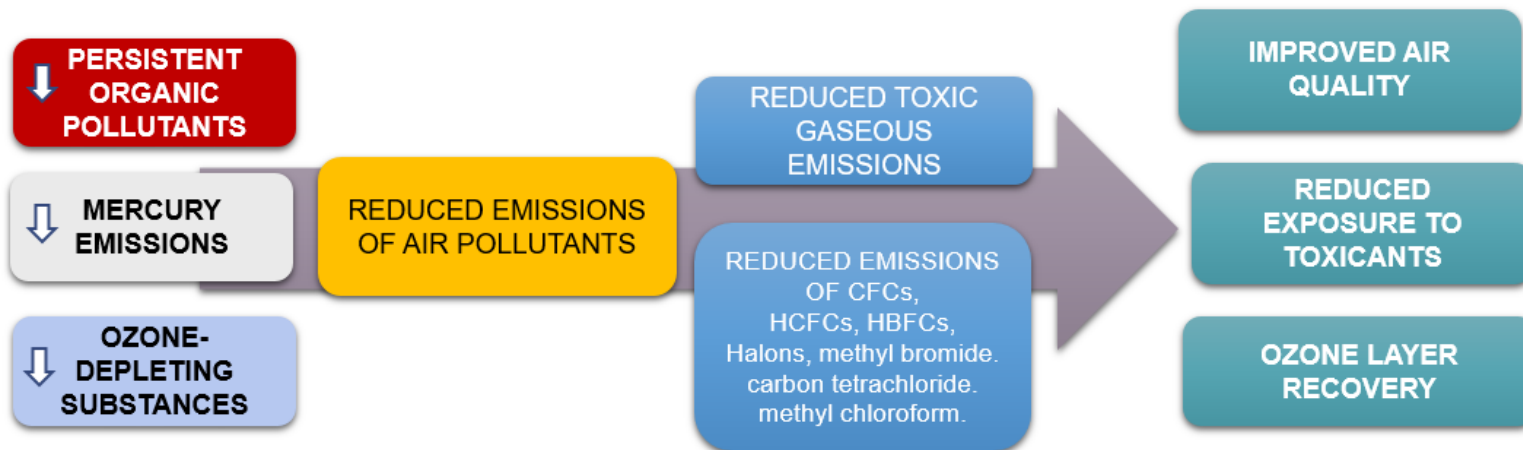 PERSISTENT
ORGANIC
POLLUTANTS
MERCURY
EMISSIONS
OZONE-
DEPLETING
SUBSTANCES
REDUCED EMISSIONS
OF AIR POLLUTANTS
REDUCED TOXIC
GASEOUS
EMISSIONS
REDUCED EMISSIONS
OF CFCs,
HCFCs, HBFCs,
Halons, methyl bromide.
carbon tetrachloride.
methyl chloroform.
IMPROVED AIR
QUALITY
REDUCED
EXPOSURE TO
TOXICANTS
OZONE LAYER
RECOVERY